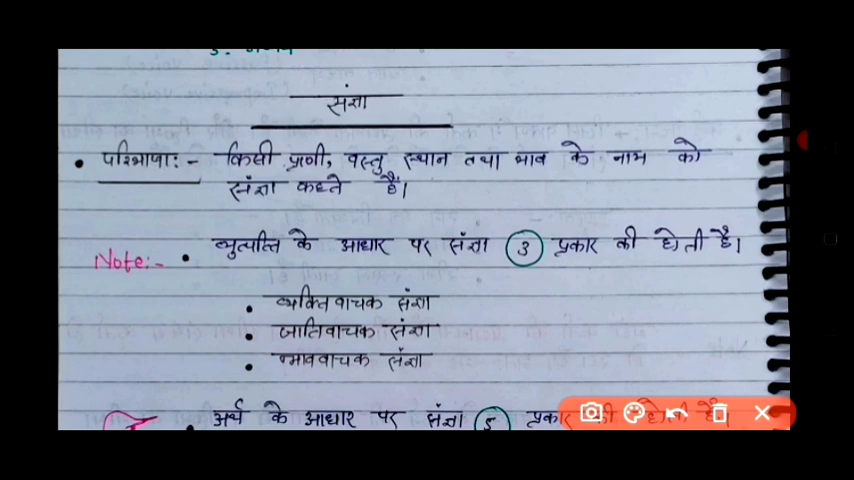 संज्ञा
• परिभाषा:- किसी प्राणी, वस्तु स्थान तथा भाव के नाम को
संज्ञा कहते हैं।
Note:- • व्युत्पत्ति के आधार पर संज्ञा 3 प्रकार की होती है।
• व्यक्तिवाचक संज्ञा
• जातिवाचक संज्ञा
• भाववाचक संज्ञा
• अर्थ के आधार पर संज्ञा 5 प्रकार की होती है।